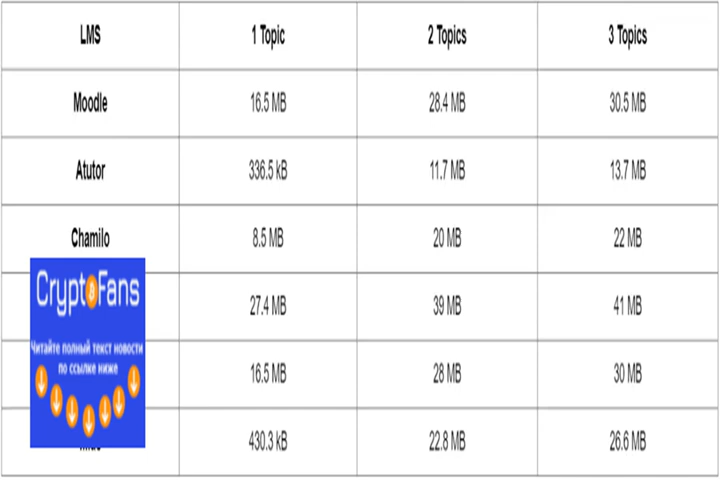 LMS 1 Topic 2 Topics 3 Topics
Moodle 16.5 MB 28.4 MB 30.5 MB
Atutor 336.5 kB 11.7 MB 13.7 MB
Chamilo 8.5 MB 20 MB 22 MB
27.4 MB 39 MB 41 MB
16.5 MB 28 MB 30 MB
430.3 kB 22.8 MB 26.6 MB
CryptoFans
Читайте полный текст новости
по ссылке ниже